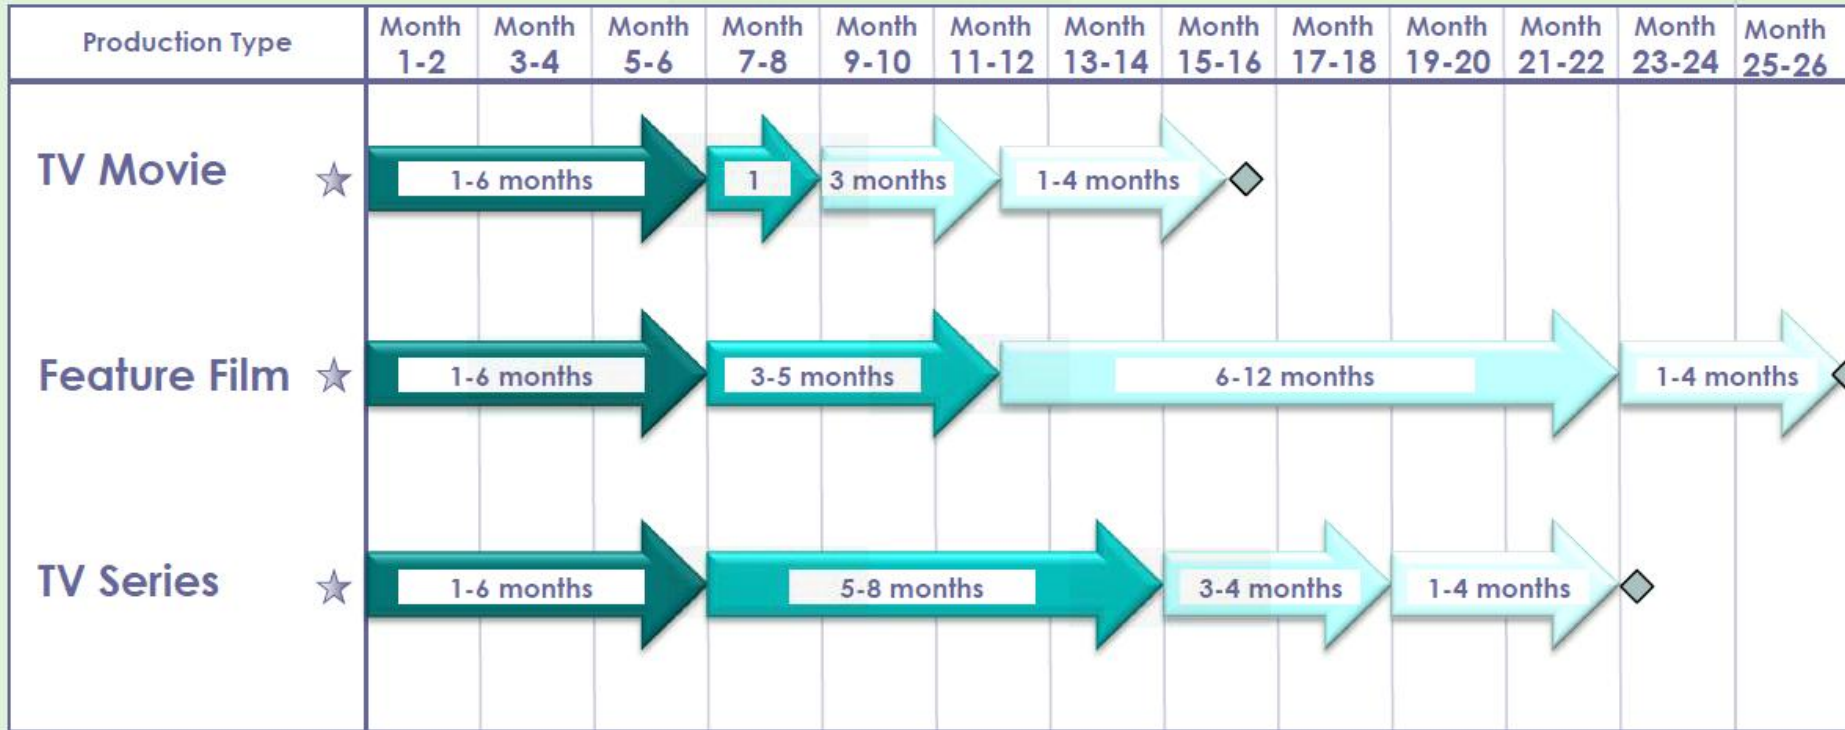 Production Type
Month 1-2
Month 3-4
Month 5-6
Month 7-8
Month 9-10
Month 11-12
Month 13-14
Month 15-16
Month 17-18
Month 19-20
Month 21-22
Month 23-24
Month 25-26
TV Movie
1-6 months
1
3 months
1-4 months
Feature Film
1-6 months
3-5 months
6-12 months
1-4 months
TV Series
1-6 months
5-8 months
3-4 months
1-4 months